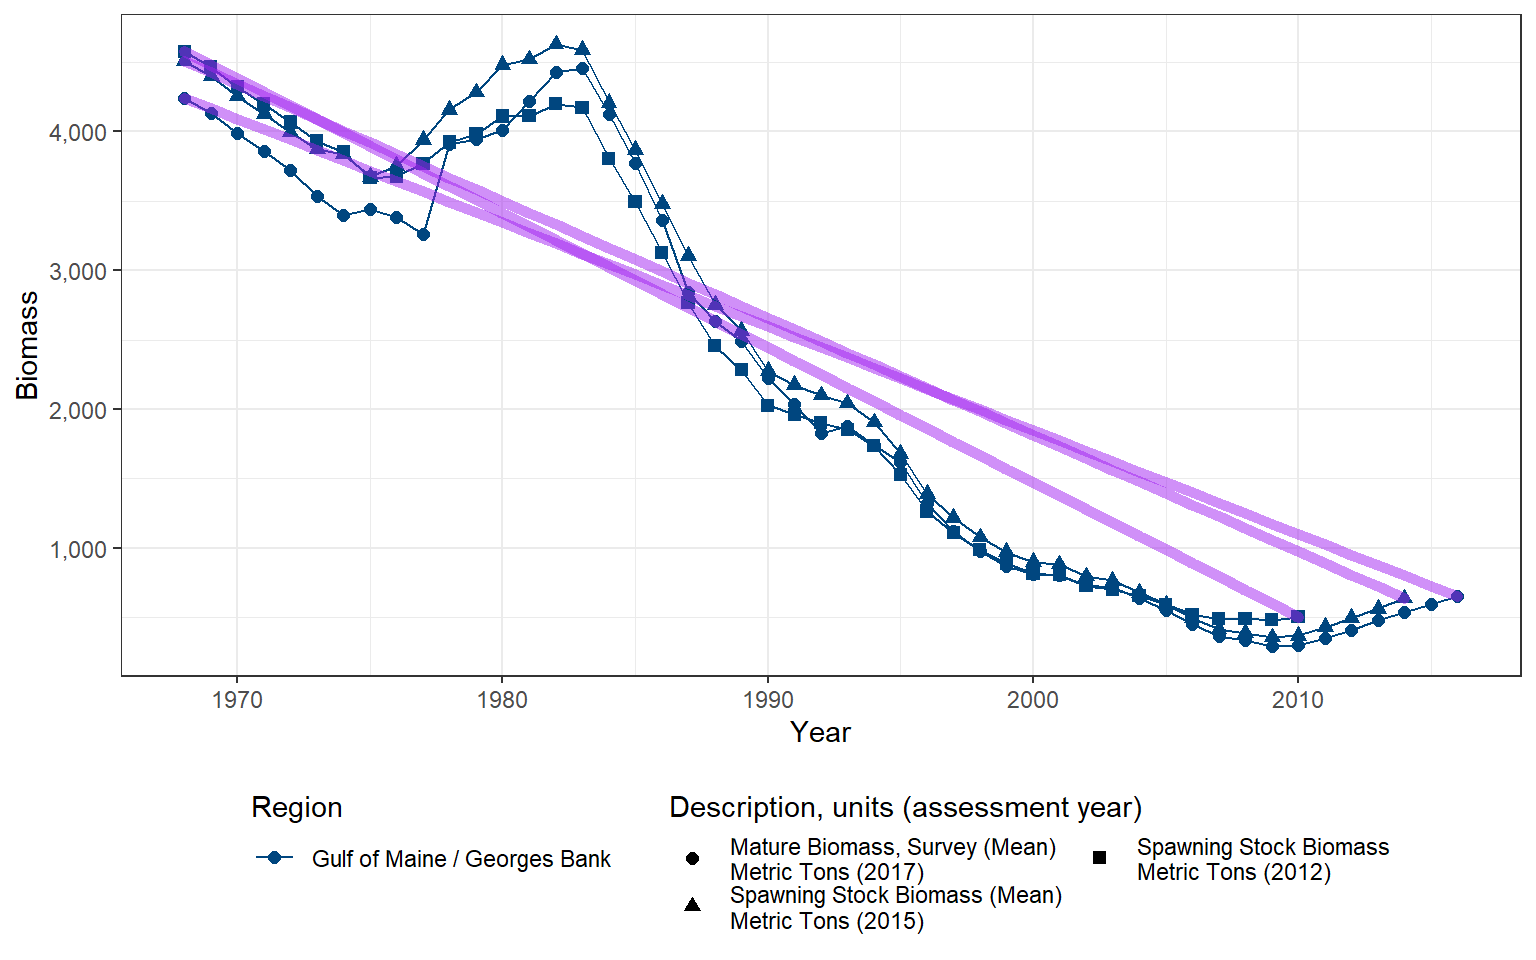 4,000
3,000
2,000
1,000
Biomass
1970 1980 1990 2000 2010
Year
Region
Gulf of Maine / Georges Bank
Description, units (assessment year)
Mature Biomass, Survey (Mean)
Metric Tons (2017)
Spawning Stock Biomass (Mean)
Metric Tons (2015)
Spawning Stock Biomass
Metric Tons (2012)